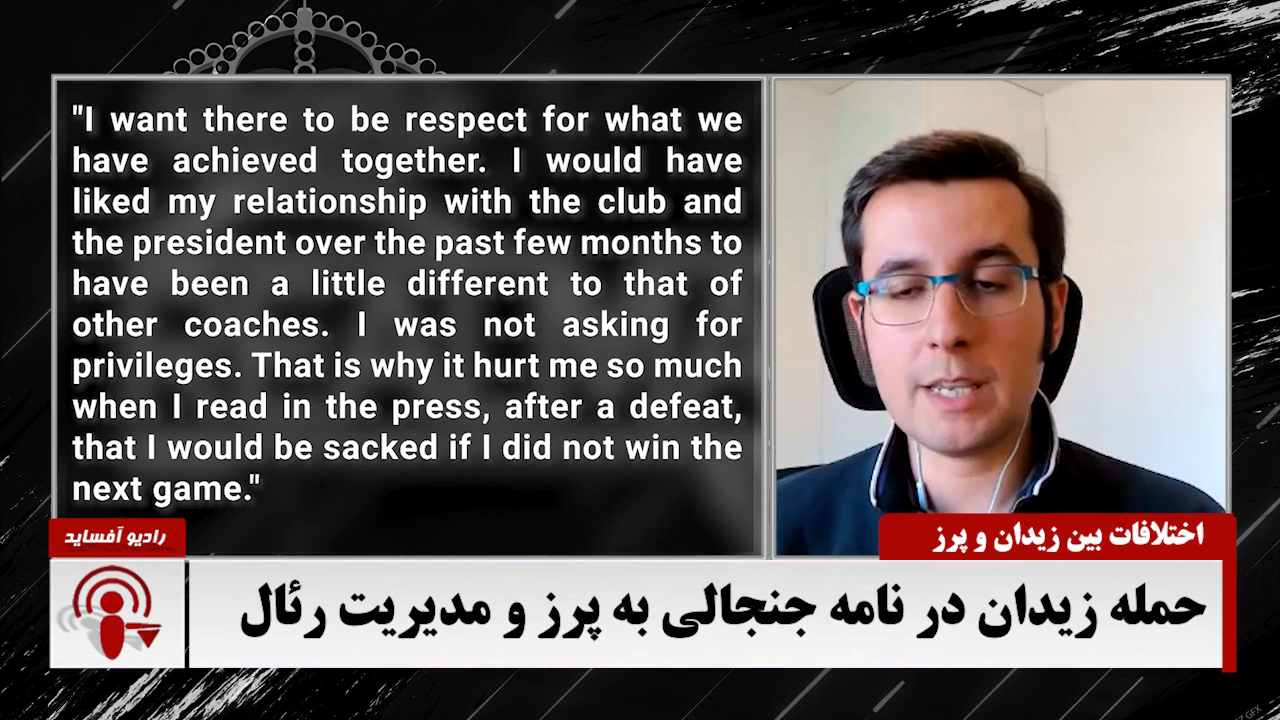 "I want there to be respect for what we
have achieved together. I would have
liked my relationship with the club and
the president over the past few months to
have been a little different to that of
other coaches. I was not asking for
privileges. That is why it hurt me so much
when I read in the press, after a defeat,
that I would be sacked if I did not win the
next game."
رادیو آفساید
اختلافات بین زیدان و پرز
حمله زیدان در نامه جنجالی به پرز و مدیریت رئال
GFX